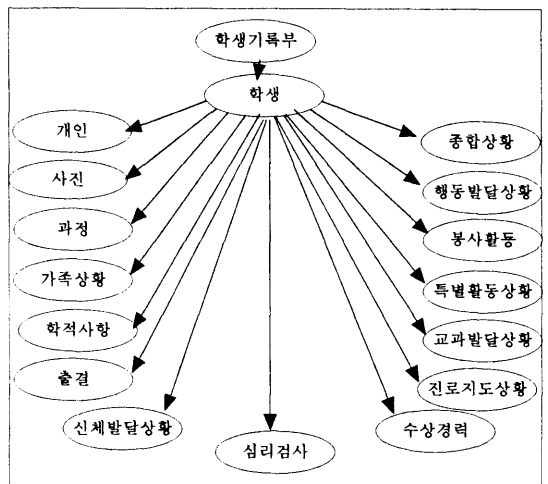 학생기록부
학생
개인
종합상황
사진
행동발달상황
과정
봉사활동
가족상황
특별활동상황
학적사항
교과발달상황
출결
진로지도상황
신체발달상황
수상경력
심리검사